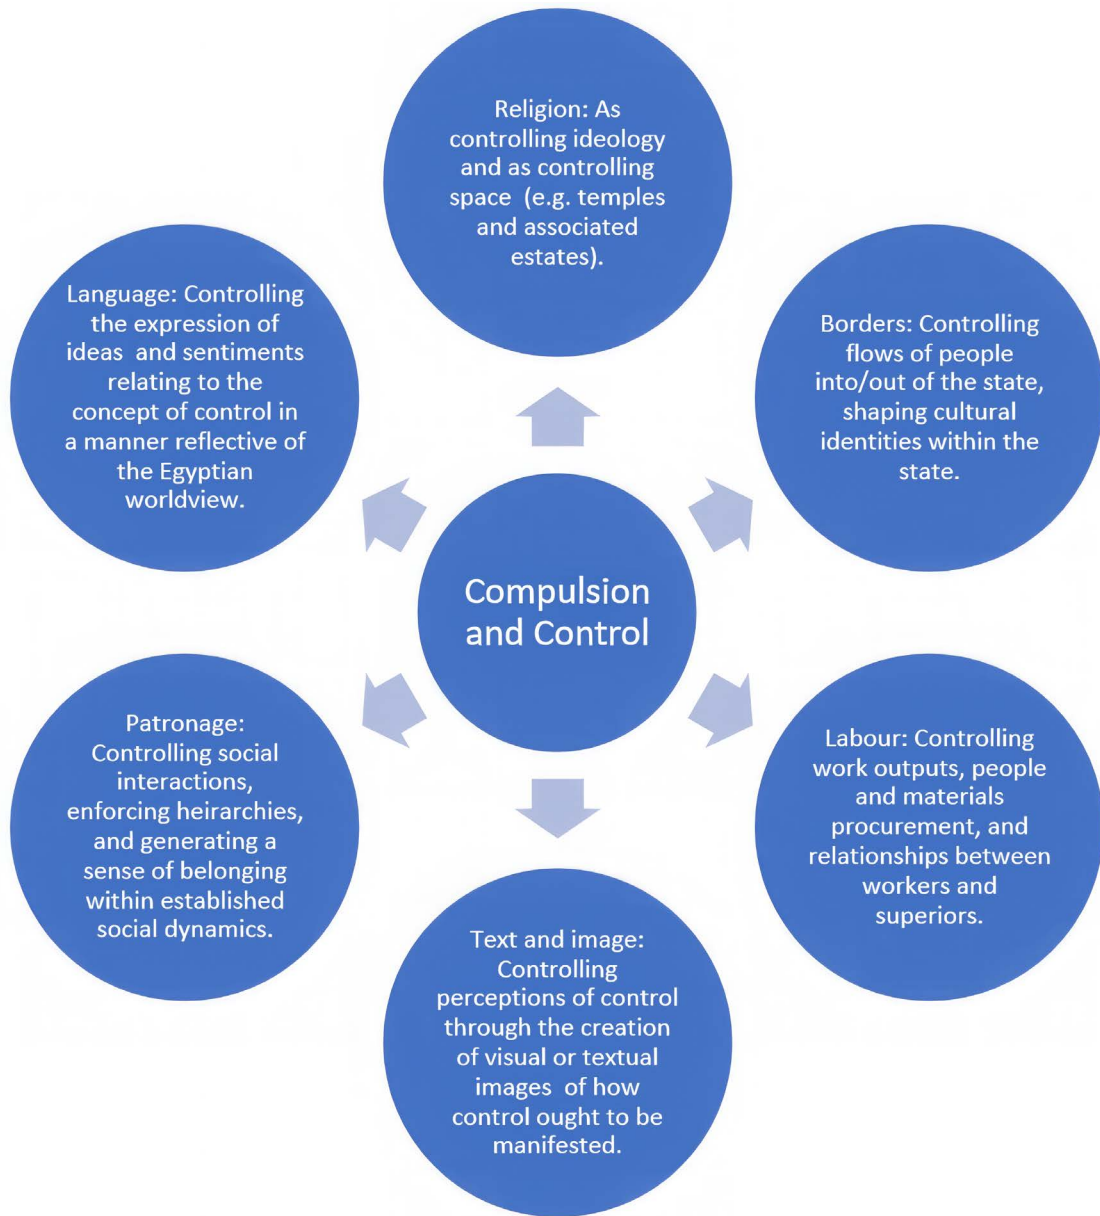 Religion: As
controlling ideology
and as controlling
space (e.g. temples
and associated
estates).
Borders: Controlling
flows of people
into/out of the state,
shaping cultural
identities within the
state.
Labour: Controlling
work outputs, people
and materials
procurement, and
relationships between
workers and
superiors.
Text and image:
Controlling
perceptions of control
through the creation
of visual or textual
images of how
control ought to be
manifested.
Patronage:
Controlling social
interactions,
enforcing heirarchies,
and generating a
sense of belonging
within established
social dynamics.
Language: Controlling
the expression of
ideas and sentiments
relating to the
concept of control in
a manner reflective of
the Egyptian
worldview.
Compulsion
and Control